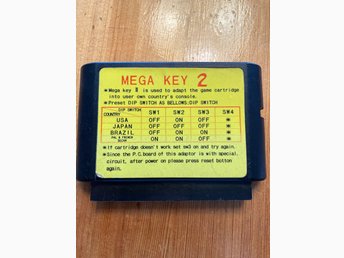 MEGA KEY 2
*Mega key Ⅱ is used to adapt the game cartridge
into user own country's console.
*Preset DIP SWITCH AS BELLOWS:DIP SWITCH
DIP SWITCH
COUNTRY SW1 SW2 SW3 SW4
USA OFF ON ON *
JAPAN OFF OFF OFF *
BRAZIL OFF ON OFF *
ON OFF ON *
*If cartridge doesn't work set sw3 on and try again.
*Since the P.C.board of this adaptor is with special.
circuit, after power on please press reset button
again.